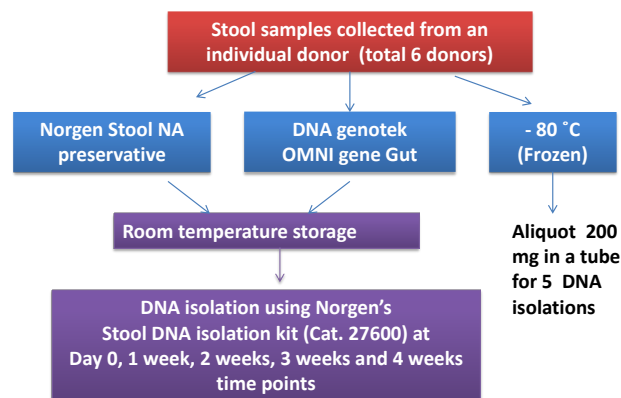 Stool samples collected from an
individual donor (total 6 donors)
Norgen Stool NA
preservative
DNA genotek
OMNI gene Gut
- 80 ˚C
(Frozen)
Room temperature storage
Aliquot 200
mg in a tube
for 5 DNA
isolations
DNA isolation using Norgen’s
Stool DNA isolation kit (Cat. 27600) at
Day 0, 1 week, 2 weeks, 3 weeks and 4 weeks
time points